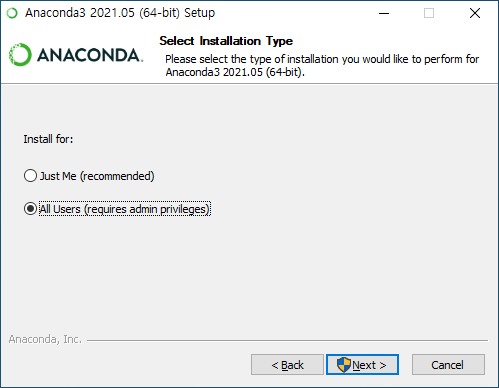 Anaconda3 2021.05 (64-bit) Setup
ANACONDA.
Select Installation Type
Please select the type of installation you would like to perform for
Anaconda3 2021.05 (64-bit).
Install for:
Just Me (recommended)
All Users (requires admin privileges)
Anaconda, Inc.
< Back
Next >
Cancel